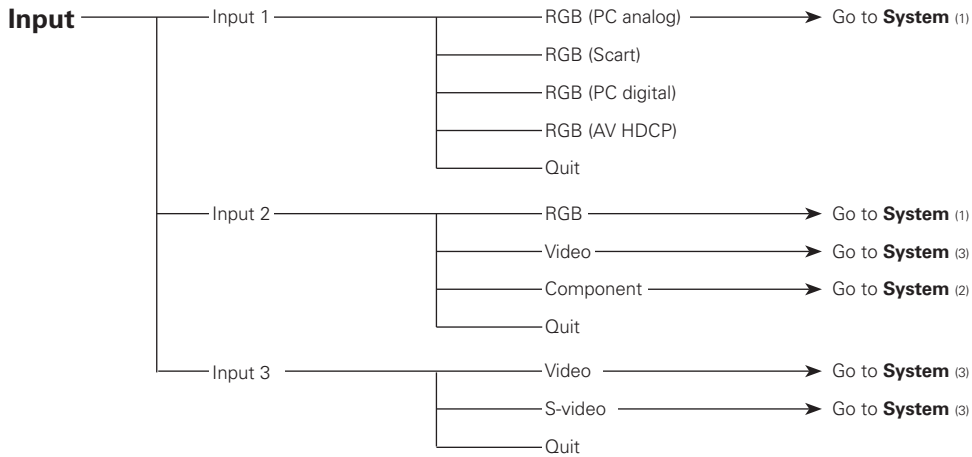 Input Input 1 RGB (PC analog) Go to System (1)
RGB (Scart)
RGB (PC digital)
RGB (AV HDCP)
Quit
Input 2 RGB Go to System (1)
Video Go to System (3)
Component Go to System (2)
Quit
Input 3 Video Go to System (3)
S-video Go to System (3)
Quit